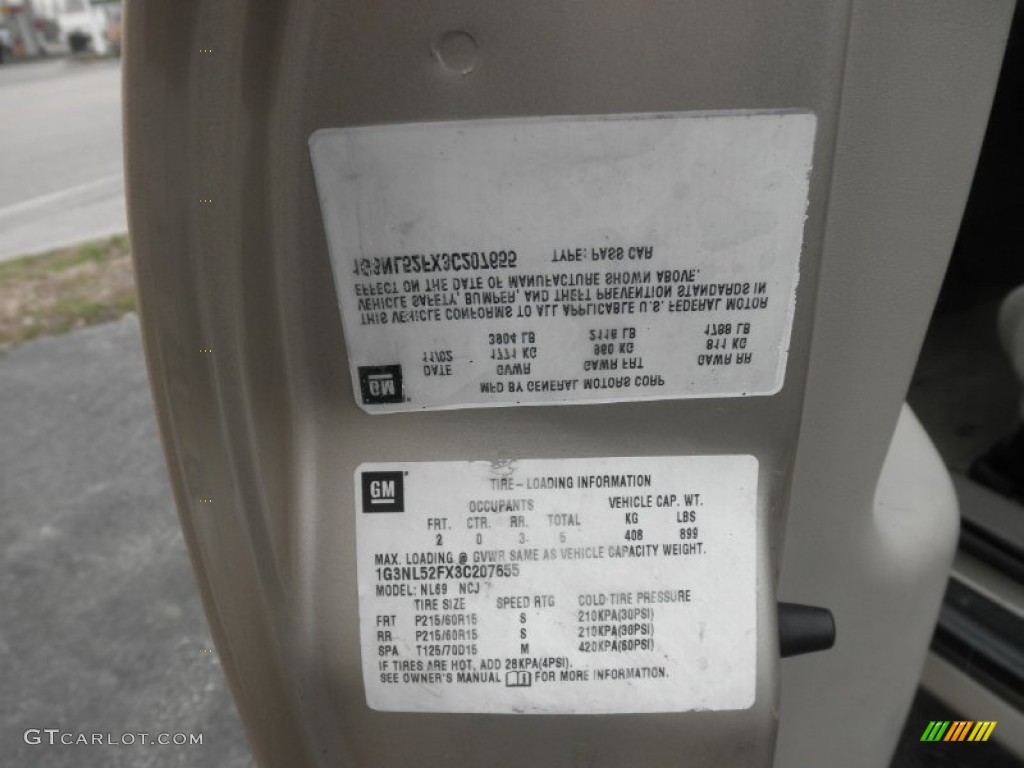 GM
MFD BY GENERAL MOTORS CORP
DATE GVWR GAWR FRT GAWR RR
11/02 1771 KG 960 KG 811 KG
3904 LB 2116 LB 1788 LB
THIS VEHICLE CONFORMS TO ALL APPLICABLE U.S. FEDERAL MOTOR
VEHICLE SAFETY, BUMPER, AND THEFT PREVENTION STANDARDS IN
EFFECT ON THE DATE OF MANUFACTURE SHOWN ABOVE.
1G3NL52FX3C207655 TYPE: PASS CAR
GM
TIRE-LOADING INFORMATION
OCCUPANTS VEHICLE CAP. WT.
FRT. CTR. RR. TOTAL KG LBS
2 0 3 5 408 899
MAX. LOADING @ GVWR SAME AS VEHICLE CAPACITY WEIGHT.
1G3NL52FX3C207655
MODEL: NL69 NCJ
TIRE SIZE SPEED RTG COLD TIRE PRESSURE
FRT P215/60R15 S 210KPA(30PSI)
RR P215/60R15 S 210KPA(30PSI)
SPA T125/70D15 M 420KPA(60PSI)
IF TIRES ARE HOT, ADD 28KPA(4PSI).
SEE OWNER'S MANUAL FOR MORE INFORMATION.
GTCARLOT.COM